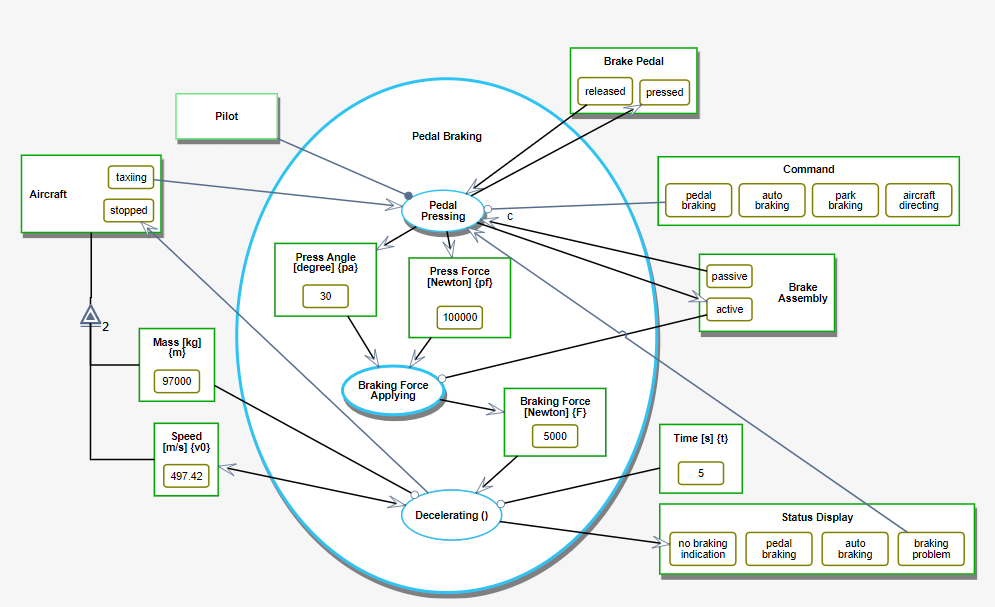 Brake Pedal
released
pressed
Pilot
Pedal Braking
Command
pedal
braking
auto
braking
park
braking
aircraft
directing
Aircraft
taxiing
stopped
Pedal
Pressing
c
Press Angle
[degree] {pa}
30
Press Force
[Newton] {pf}
100000
passive
active
Brake
Assembly
2
Mass [kg]
{m}
97000
Braking Force
Applying
Braking Force
[Newton] {F}
5000
Speed
[m/s] {v0}
497.42
Time [s] {t}
5
Decelerating ()
Status Display
no braking
indication
pedal
braking
auto
braking
braking
problem